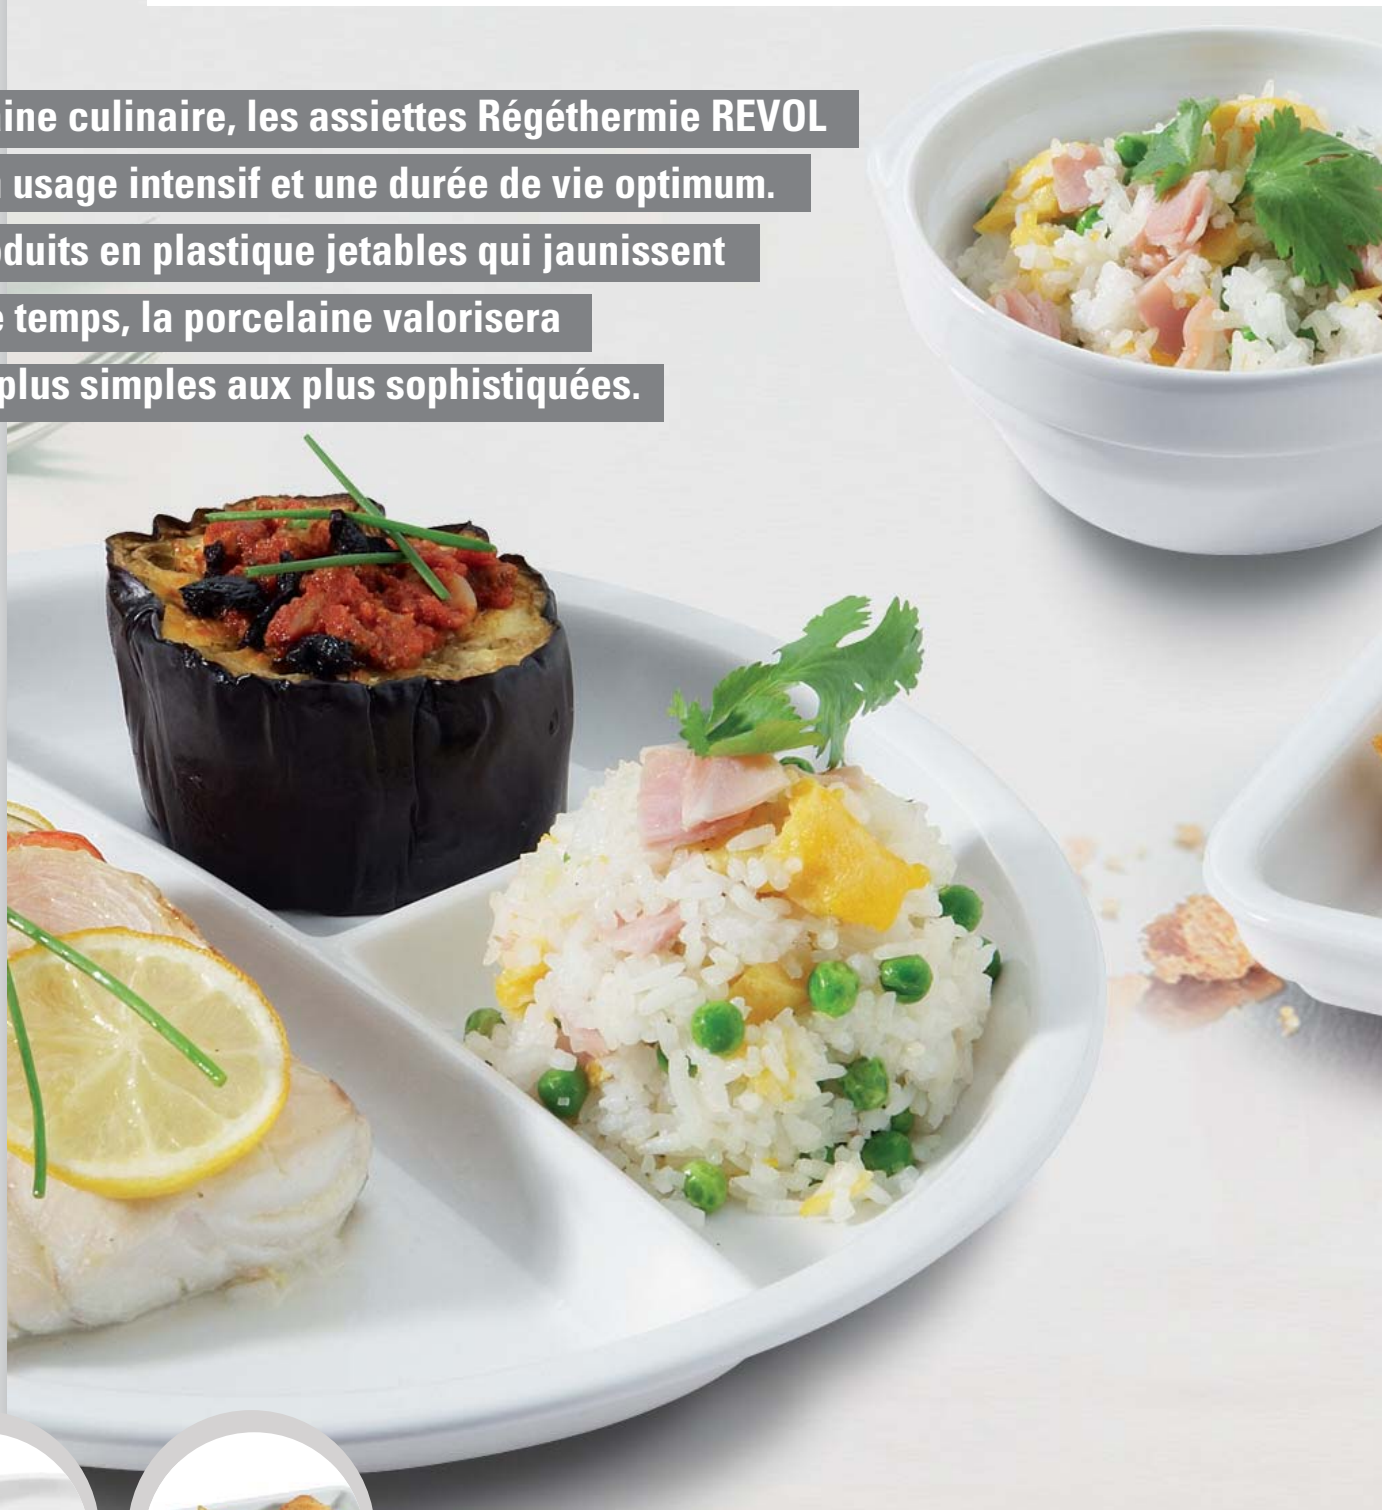 ine culinaire, les assiettes Régéthermie REVOL
usage intensif et une durée de vie optimum.
duits en plastique jetables qui jaunissent
temps, la porcelaine valorisera
plus simples aux plus sophistiquées.